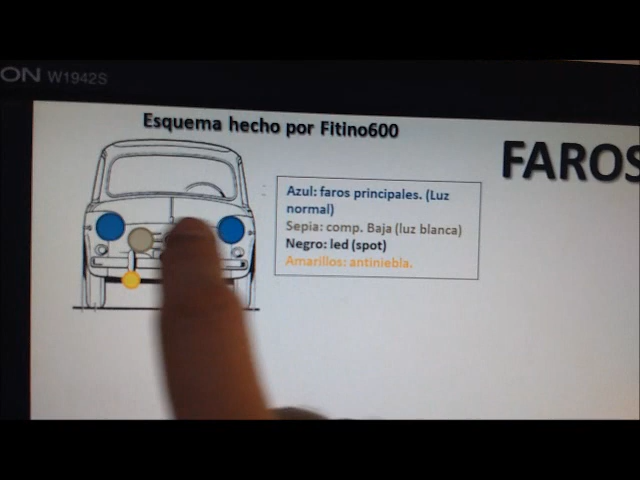 ON W1942S
Esquema hecho por Fitino600
FAROS
Azul: faros principales. (Luz
normal)
Sepia: comp. Baja (luz blanca)
Negro: led (spot)
Amarillos: antiniebla.